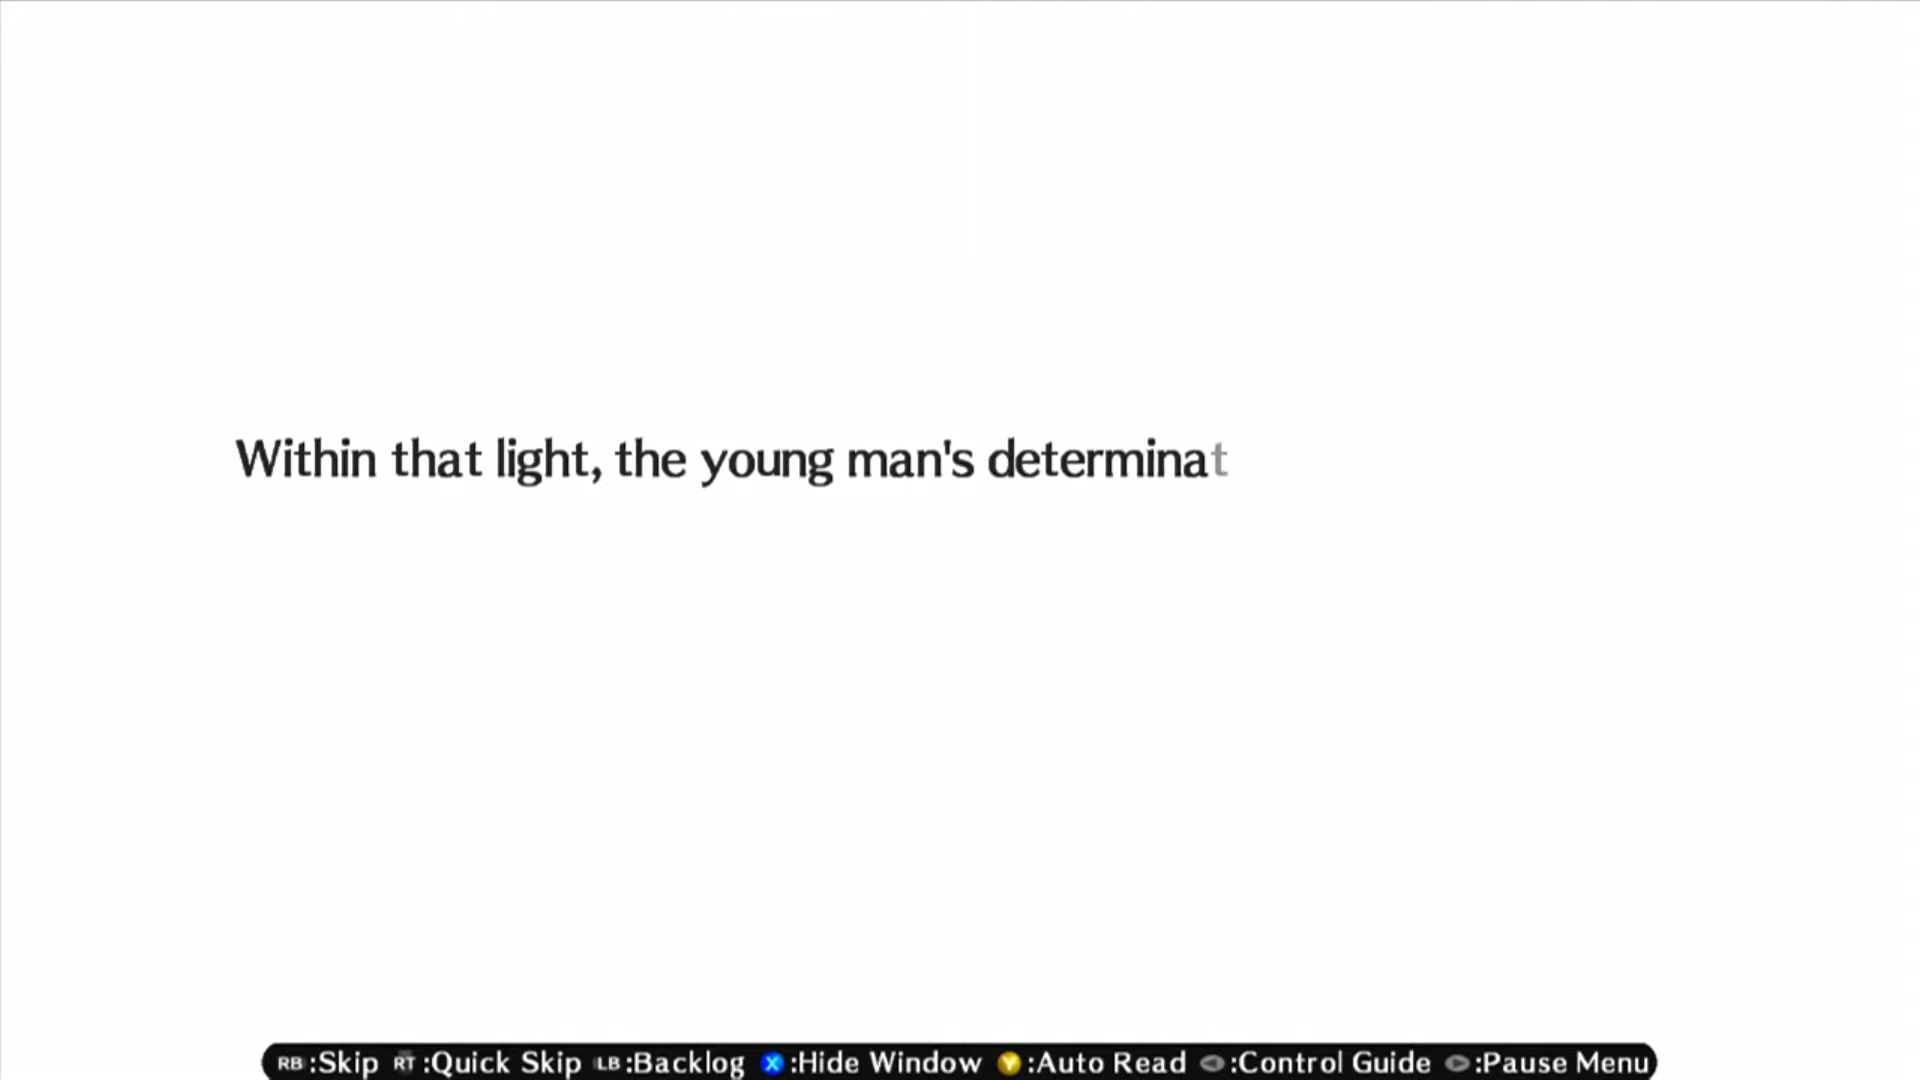 Within that light, the young man's determinat
RB:Skip RT:Quick Skip LB:Backlog X:Hide Window Y:Auto Read :Control Guide :Pause Menu